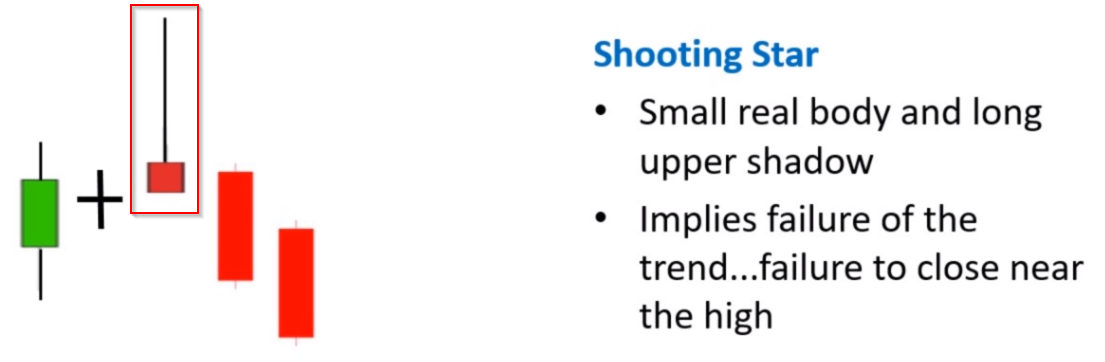 Shooting Star
• Small real body and long
upper shadow
• Implies failure of the
trend...failure to close near
the high